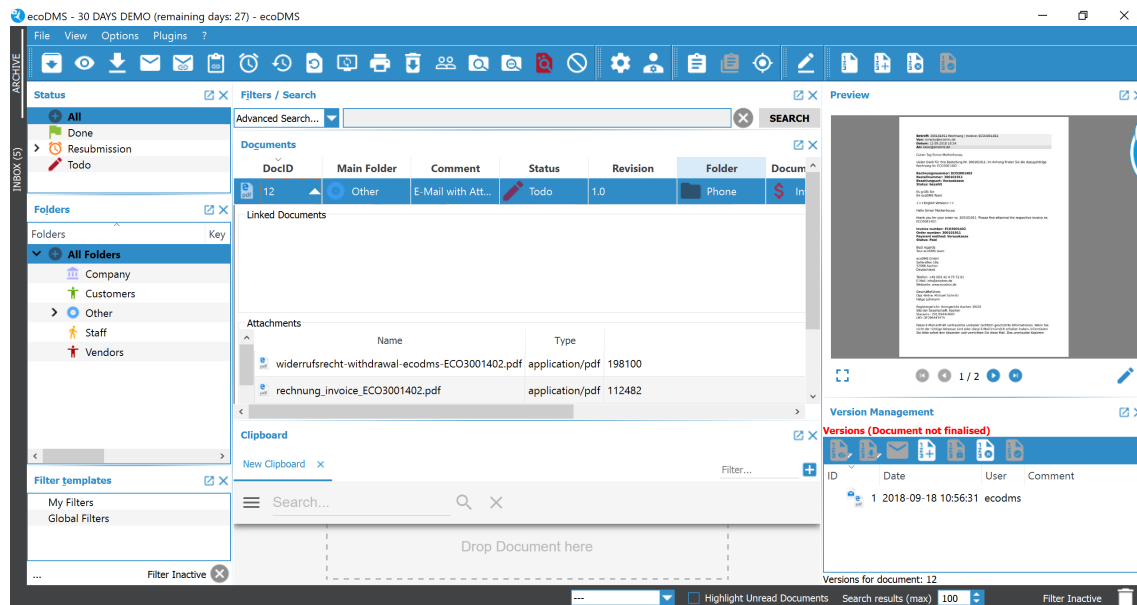 ecoDMS - 30 DAYS DEMO (remaining days: 27) - ecoDMS
File View Options Plugins ?
ARCHIVE
INBOX (5)
Status
All
Done
Resubmission
Todo
Folders
Folders Key
All Folders
Company
Customers
Other
Staff
Vendors
Filter templates
My Filters
Global Filters
... Filter Inactive
Filters / Search
Advanced Search... SEARCH
Documents
DocID Main Folder Comment Status Revision Folder Docum
12 Other E-Mail with Att... Todo 1.0 Phone In
Linked Documents
Attachments
Name Type
widerrufsrecht-withdrawal-ecodms-ECO3001402.pdf application/pdf 198100
rechnung_invoice_ECO3001402.pdf application/pdf 112482
Clipboard
New Clipboard
Filter...
Search...
Drop Document here
Preview
1 / 2
Version Management
Versions (Document not finalised)
ID Date User Comment
1 2018-09-18 10:56:31 ecodms
Versions for document: 12
--- Highlight Unread Documents Search results (max) 100 Filter Inactive